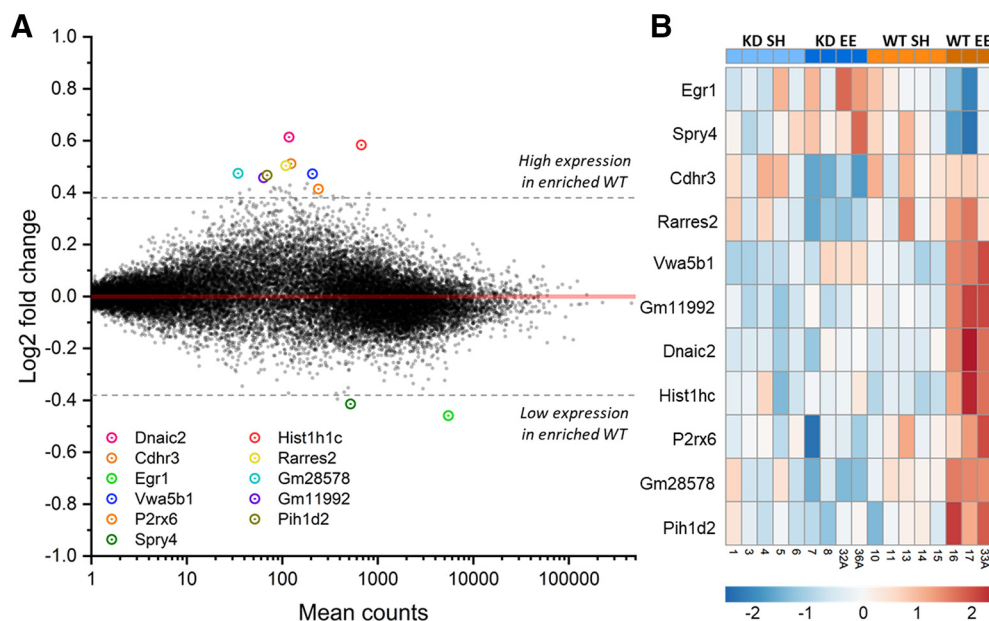 A
1.0
0.8
0.6
0.4
0.2
0.0
-0.2
-0.4
-0.6
-0.8
-1.0
Log2 fold change
High expression
in enriched WT
Low expression
in enriched WT
Dnaic2
Cdhr3
Egr1
Vwa5b1
P2rx6
Spry4
Hist1h1c
Rarres2
Gm28578
Gm11992
Pih1d2
1 10 100 1000 10000 100000
Mean counts
B
KD SH KD EE WT SH WT EE
Egr1
Spry4
Cdhr3
Rarres2
Vwa5b1
Gm11992
Dnaic2
Hist1hc
P2rx6
Gm28578
Pih1d2
1 3 4 5 6 7 8 32A 36A 10 11 13 14 15 16 17 33A
-2 -1 0 1 2